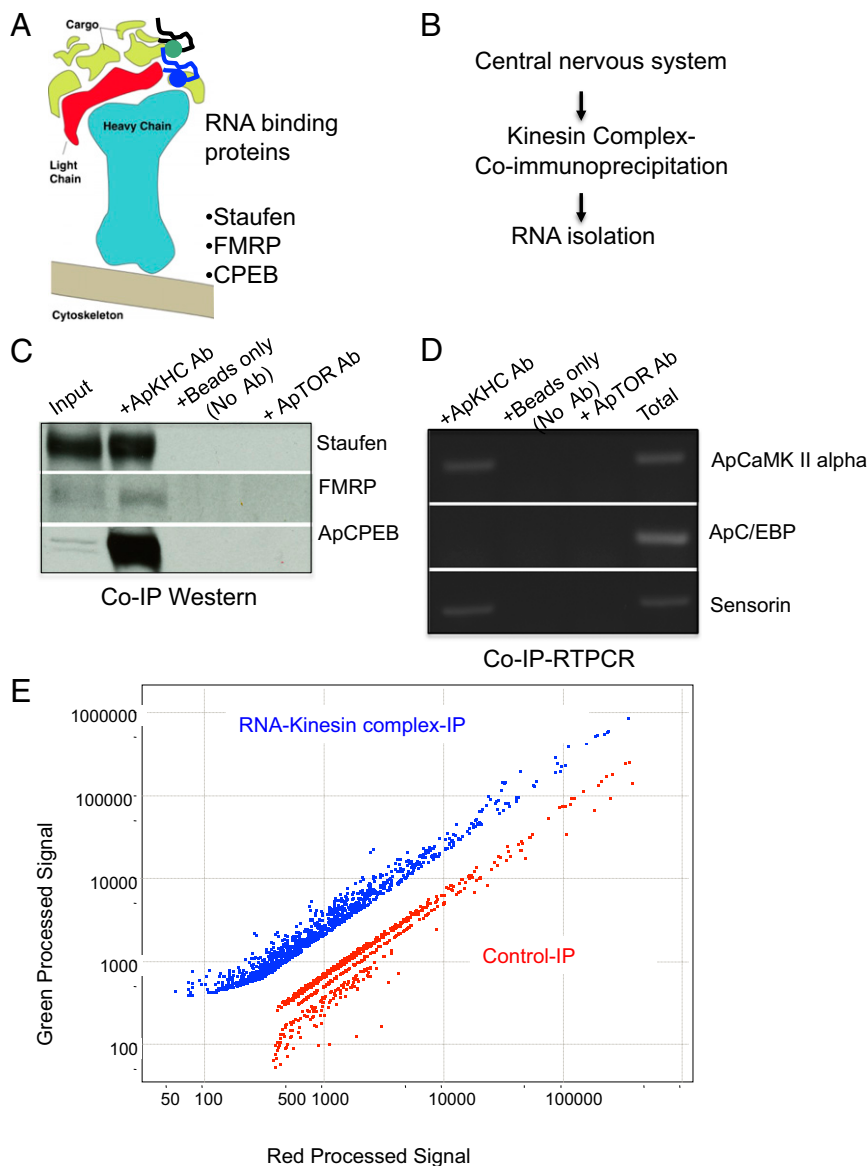 A
Cargo
Heavy Chain
Light
Chain
Cytoskeleton
RNA binding
proteins
•Staufen
•FMRP
•CPEB
B
Central nervous system
Kinesin Complex-
Co-immunoprecipitation
RNA isolation
C
Input
+ApKHC Ab
+Beads only
(No Ab)
+ ApTOR Ab
Staufen
FMRP
ApCPEB
Co-IP Western
D
+ApKHC Ab
+Beads only
(No Ab)
+ ApTOR Ab
Total
ApCaMK II alpha
ApC/EBP
Sensorin
Co-IP-RTPCR
E
RNA-Kinesin complex-IP
Control-IP
Green Processed Signal
1000000
100000
10000
1000
100
50 100 500 1000 10000 100000
Red Processed Signal